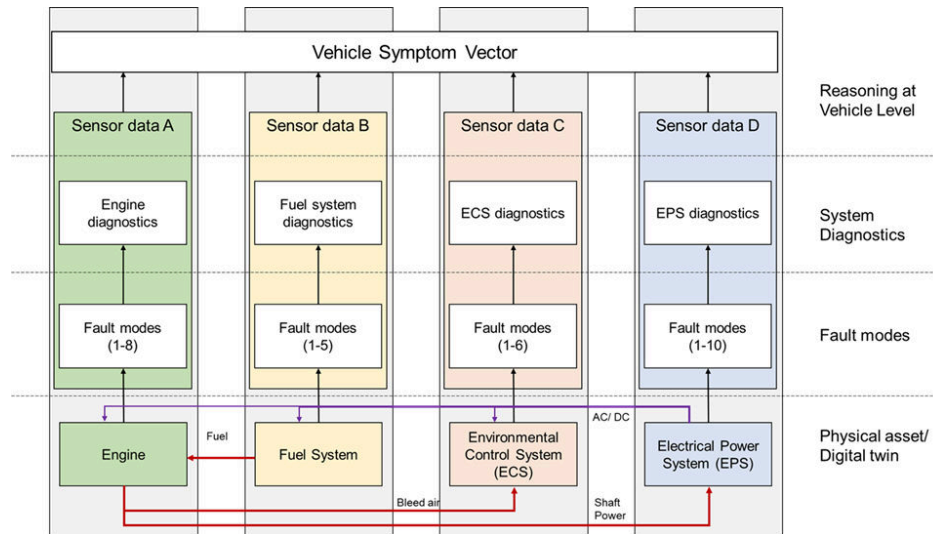 Vehicle Symptom Vector
Reasoning at
Vehicle Level
Sensor data A
Sensor data B
Sensor data C
Sensor data D
Engine
diagnostics
Fuel system
diagnostics
ECS diagnostics
EPS diagnostics
System
Diagnostics
Fault modes
(1-8)
Fault modes
(1-5)
Fault modes
(1-6)
Fault modes
(1-10)
Fault modes
AC/ DC
Fuel
Engine
Fuel System
Environmental
Control System
(ECS)
Electrical Power
System (EPS)
Physical asset/
Digital twin
Bleed air
Shaft
Power